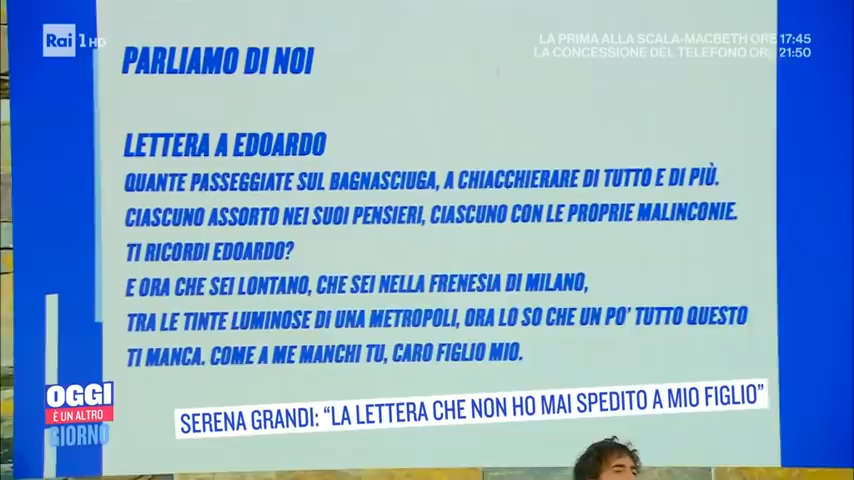 Rai 1 HD
LA PRIMA ALLA SCALA-MACBETH ORE 17:45
LA CONCESSIONE DEL TELEFONO OR 21:50
PARLIAMO DI NOI
LETTERA A EDOARDO
QUANTE PASSEGGIATE SUL BAGNASCIUGA, A CHIACCHIERARE DI TUTTO E DI PIÙ.
CIASCUNO ASSORTO NEI SUOI PENSIERI, CIASCUNO CON LE PROPRIE MALINCONIE.
TI RICORDI EDOARDO?
E ORA CHE SEI LONTANO, CHE SEI NELLA FRENESIA DI MILANO,
TRA LE TINTE LUMINOSE DI UNA METROPOLI, ORA LO SO CHE UN PO' TUTTO QUESTO
TI MANCA. COME A ME MANCHI TU, CARO FIGLIO MIO.
OGGI
È UN ALTRO
GIORNO
SERENA GRANDI: “LA LETTERA CHE NON HO MAI SPEDITO A MIO FIGLIO”